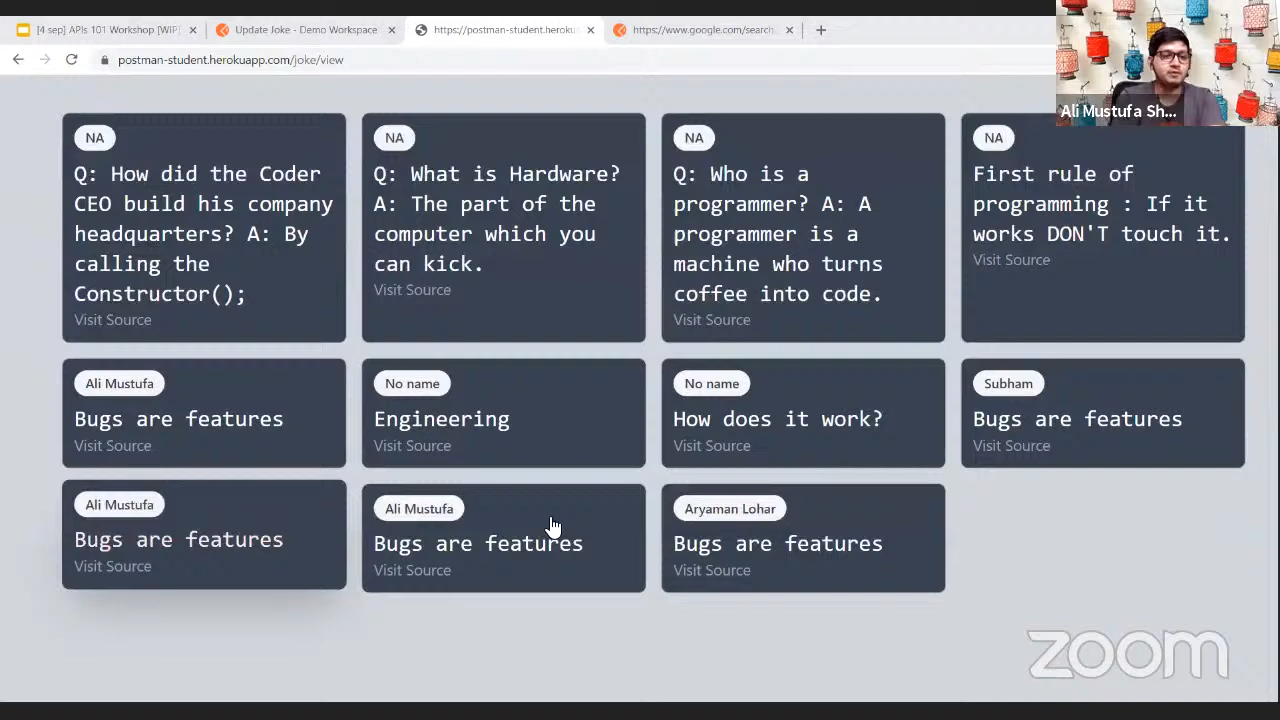 [4 sep] APIs 101 Workshop [WIP]
Update Joke - Demo Workspace
https://postman-student.heroku
https://www.google.com/search
postman-student.herokuapp.com/joke/view
Ali Mustufa Sh...
NA
Q: How did the Coder
CEO build his company
headquarters? A: By
calling the
Constructor();
Visit Source
NA
Q: What is Hardware?
A: The part of the
computer which you
can kick.
Visit Source
NA
Q: Who is a
programmer? A: A
programmer is a
machine who turns
coffee into code.
Visit Source
NA
First rule of
programming : If it
works DON'T touch it.
Visit Source
Ali Mustufa
Bugs are features
Visit Source
No name
Engineering
Visit Source
No name
How does it work?
Visit Source
Subham
Bugs are features
Visit Source
Ali Mustufa
Bugs are features
Visit Source
Ali Mustufa
Bugs are features
Visit Source
Aryaman Lohar
Bugs are features
Visit Source
zoom